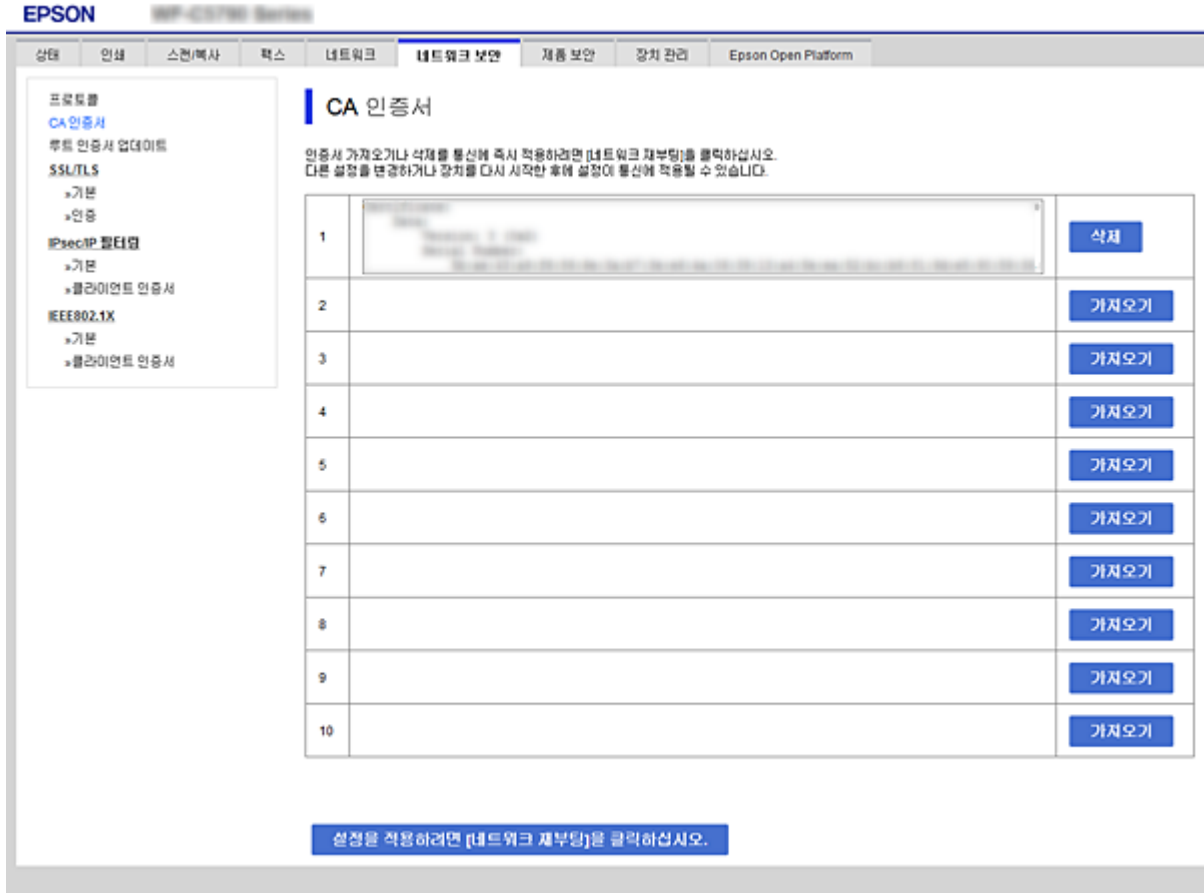 EPSON
상태 인쇄 스캔/복사 팩스 네트워크 네트워크 보안 제품 보안 장치 관리 Epson Open Platform
프로토콜
CA 인증서
루트 인증서 업데이트
SSL/TLS
»기본
»인증
IPsec/IP 필터링
»기본
»클라이언트 인증서
IEEE802.1X
»기본
»클라이언트 인증서
CA 인증서
인증서 가져오기나 삭제를 통신에 즉시 적용하려면 [네트워크 재부팅]을 클릭하십시오.
다른 설정을 변경하거나 장치를 다시 시작한 후에 설정이 통신에 적용될 수 있습니다.
1 삭제
2 가져오기
3 가져오기
4 가져오기
5 가져오기
6 가져오기
7 가져오기
8 가져오기
9 가져오기
10 가져오기
설정을 적용하려면 [네트워크 재부팅]을 클릭하십시오.